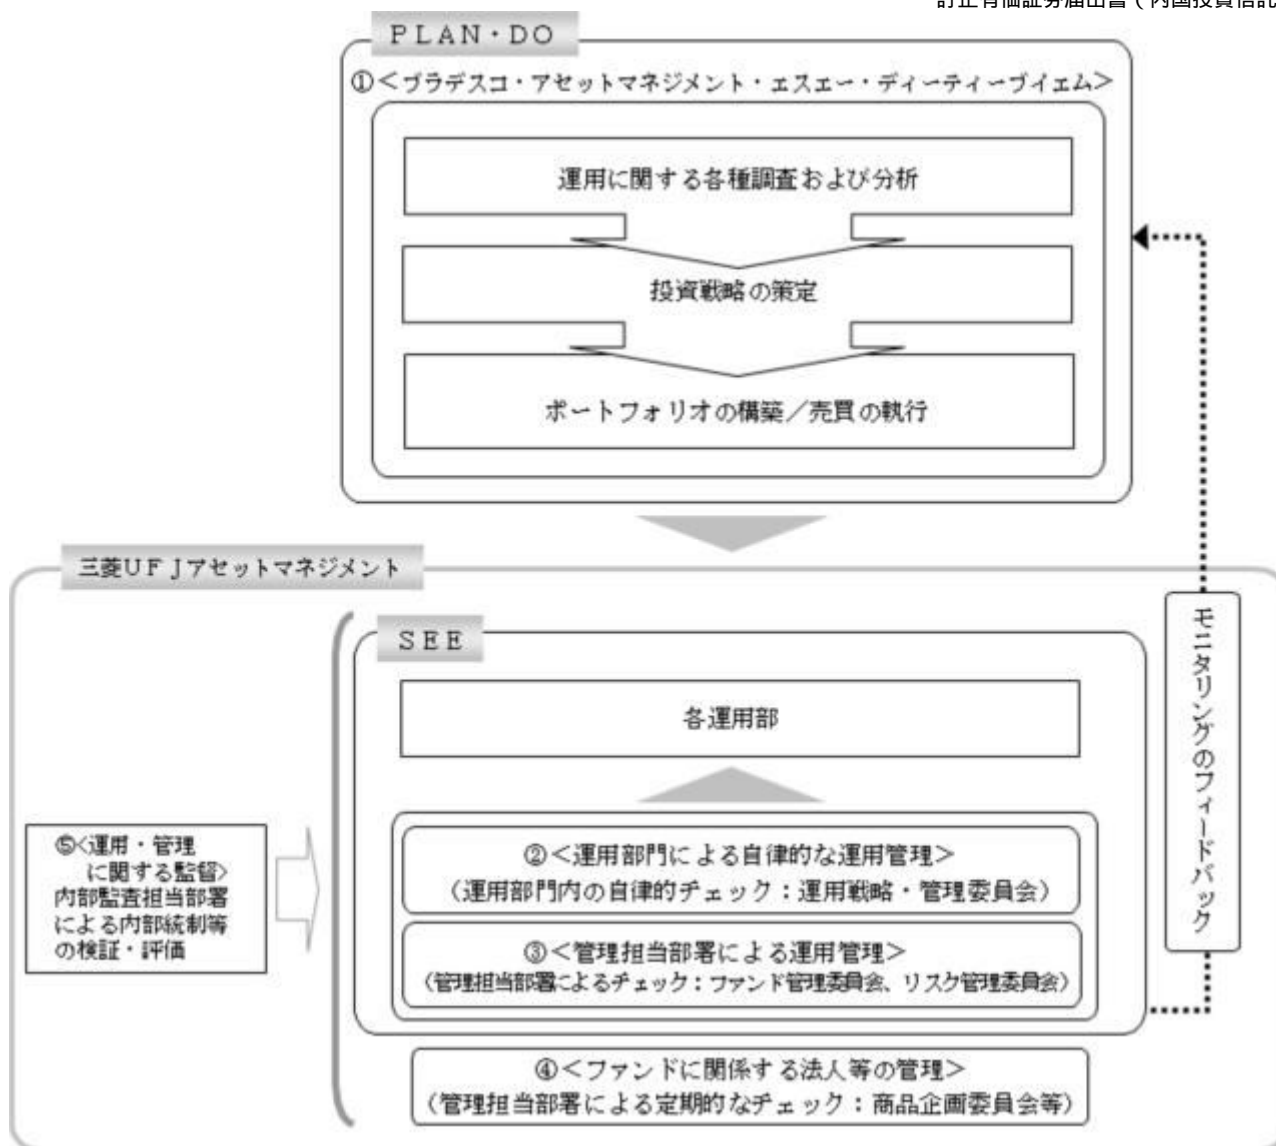 訂正有価証券届出書(内国投資信託
PLAN・DO
①<ブラデスコ・アセットマネジメント・エスエー・ディーティーブイエム>
運用に関する各種調査および分析
投資戦略の策定
ポートフォリオの構築/売買の執行
三菱UFJアセットマネジメント
SEE
各運用部
②<運用部門による自律的な運用管理>
(運用部門内の自律的チェック:運用戦略・管理委員会)
③<管理担当部署による運用管理>
(管理担当部署によるチェック:ファンド管理委員会、リスク管理委員会)
④<ファンドに関係する法人等の管理>
(管理担当部署による定期的なチェック:商品企画委員会等)
⑤<運用・管理
に関する監督>
内部監査担当部署
による内部統制等
の検証・評価
モニタリングのフィードバック